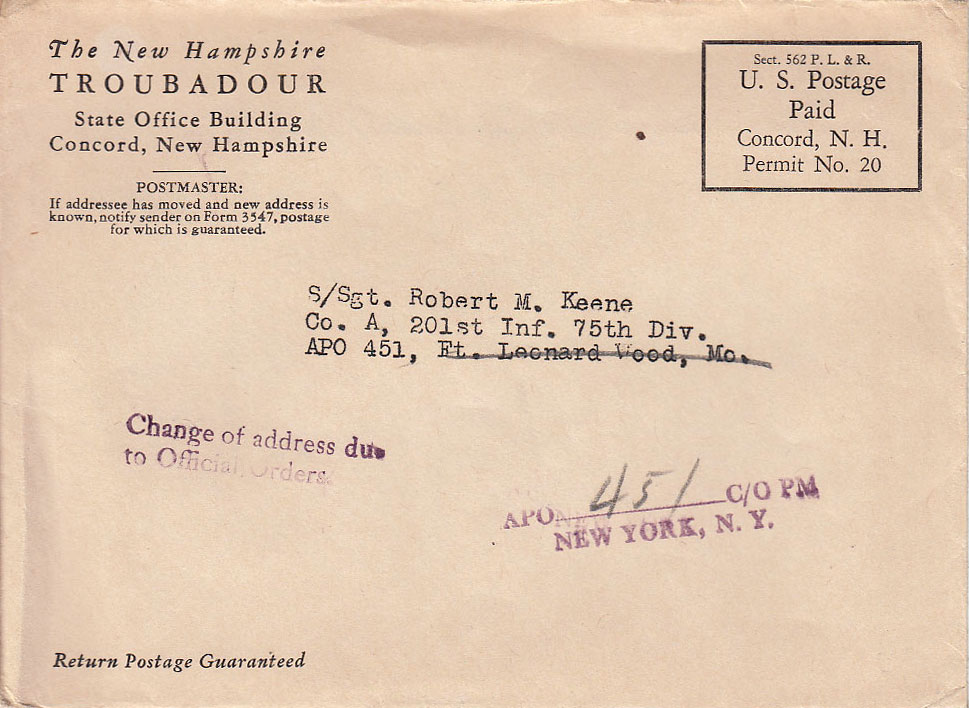 The New Hampshire
TROUBADOUR
State Office Building
Concord, New Hampshire
POSTMASTER:
If addressee has moved and new address is
known, notify sender on Form 3547, postage
for which is guaranteed.
Sect. 562 P. L. & R.
U. S. Postage
Paid
Concord, N. H.
Permit No. 20
S/Sgt. Robert M. Keene
Co. A, 201st Inf. 75th Div.
APO 451, Ft. Leonard Wood, Mo.
Change of address due
to Official Orders.
APO 451 C/O PM
NEW YORK, N. Y.
Return Postage Guaranteed